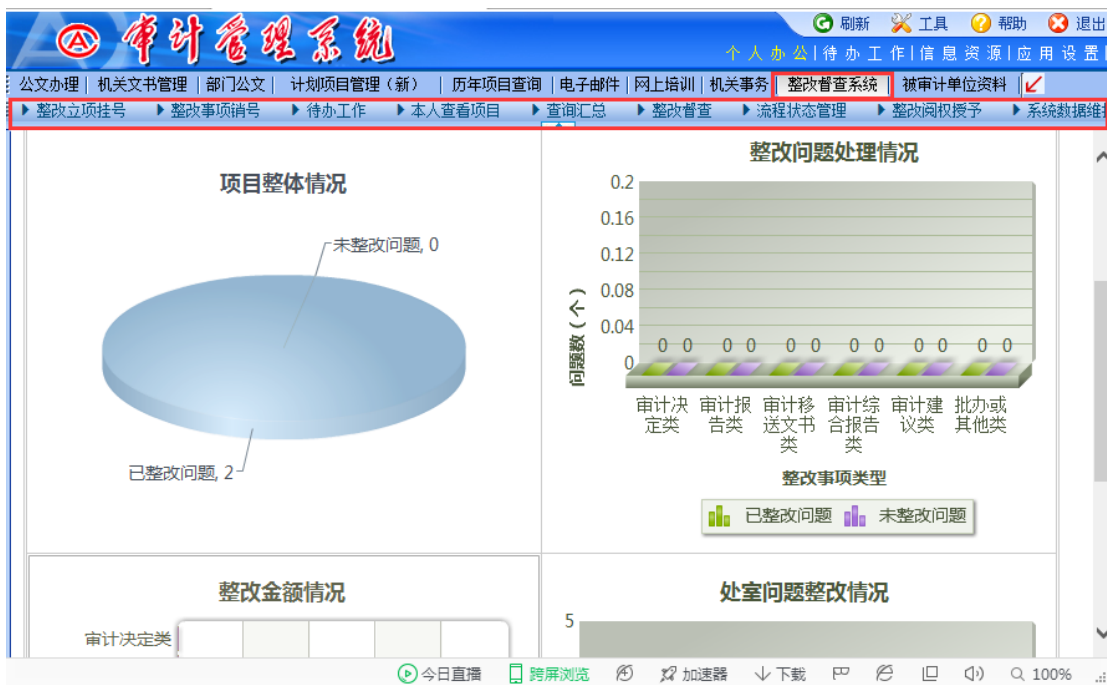 审计管理系统
刷新 工具 帮助 退出
个人办公|待办工作|信息资源|应用设置|
公文办理| 机关文书管理 |部门公文| 计划项目管理（新） | 历年项目查询 |电子邮件|网上培训|机关事务| 整改督查系统 | 被审计单位资料 |
整改立项挂号 整改事项销号 待办工作 本人查看项目 查询汇总 整改督查 流程状态管理 整改阅权授予 系统数据维护
项目整体情况
未整改问题, 0
已整改问题, 2
整改问题处理情况
0.2
0.16
0.12
0.08
0.04
0
问题数(个)
0 0 0 0 0 0 0 0 0 0 0 0
审计决定类 审计报告类 审计移送文书类 审计综合报告类 审计建议类 批办或其他类
整改事项类型
已整改问题 未整改问题
整改金额情况
审计决定类
处室问题整改情况
5
今日直播 跨屏浏览 加速器 下载 100%